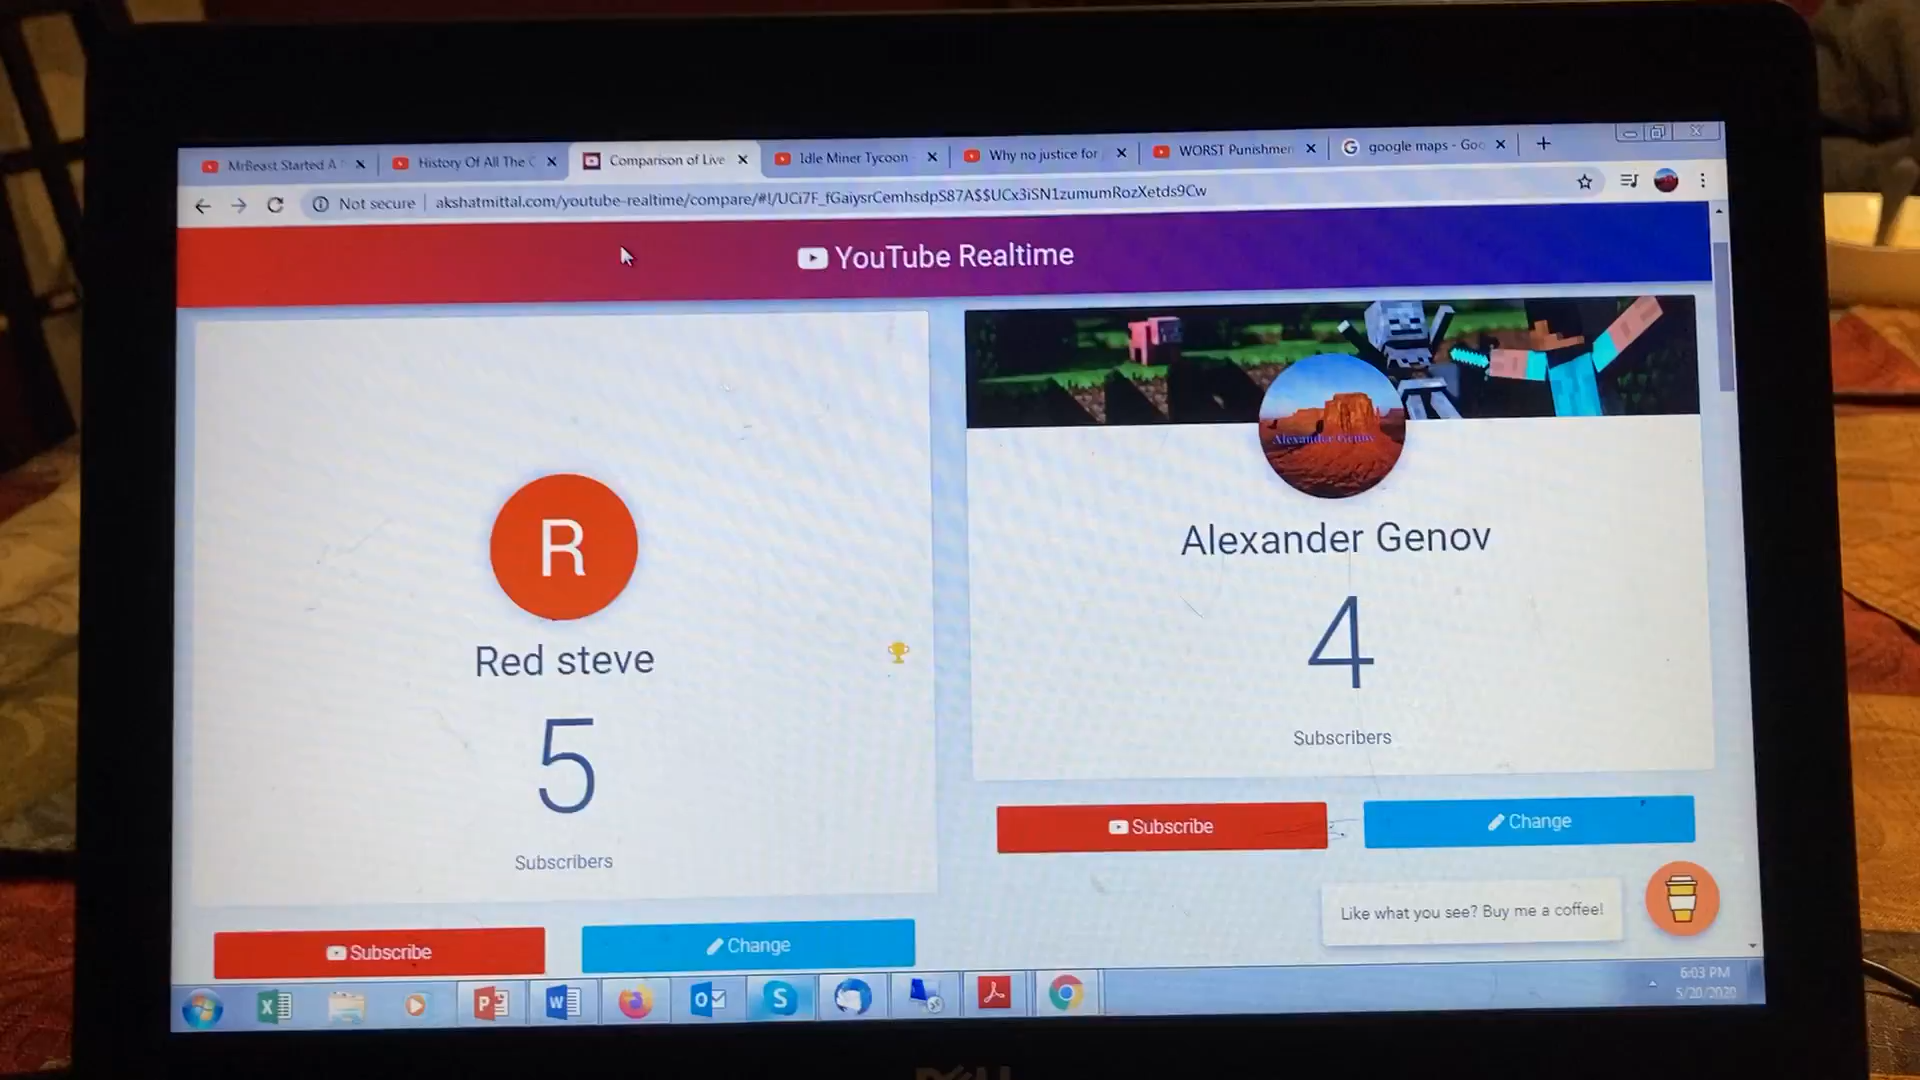 MrBeast Started A
History Of All The
Comparison of Live
Idle Miner Tycoon
Why no justice for
WORST Punishmen
google maps - Goo
Not secure
akshatmittal.com/youtube-realtime/compare/#!/UCi7F_fGaiysrCemhsdpS87A$$UCx3iSN1zumumRozXetds9Cw
YouTube Realtime
Alexander Genov
Alexander Genov
4
Subscribers
Subscribe
Change
R
Red steve
5
Subscribers
Subscribe
Change
Like what you see? Buy me a coffee!
6:03 PM
5/20/2020
DELL